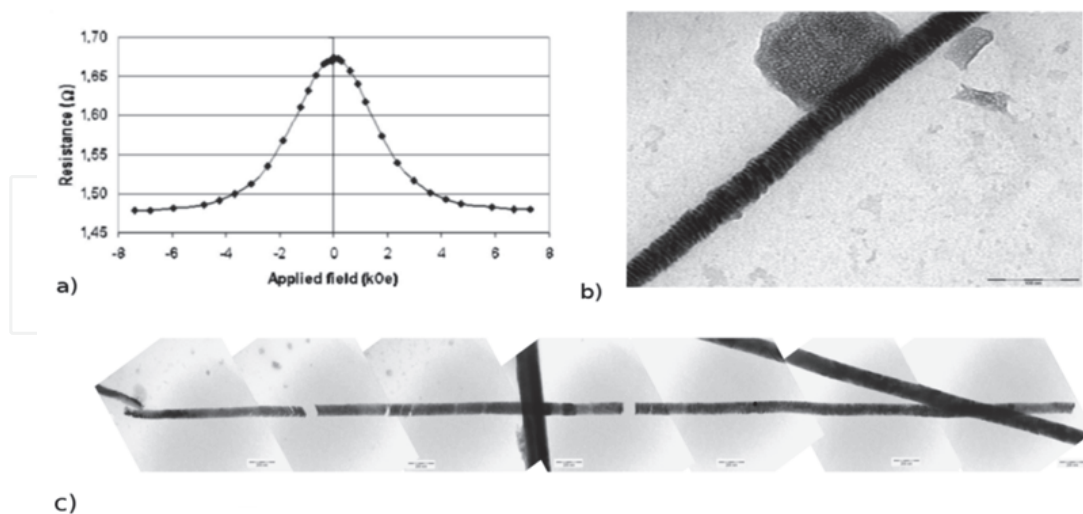 1,70
1,65
1,60
1,55
1,50
1,45
Resistance (Ω)
-8 -6 -4 -2 0 2 4 6 8
Applied field (kOe)
a)
b)
c)